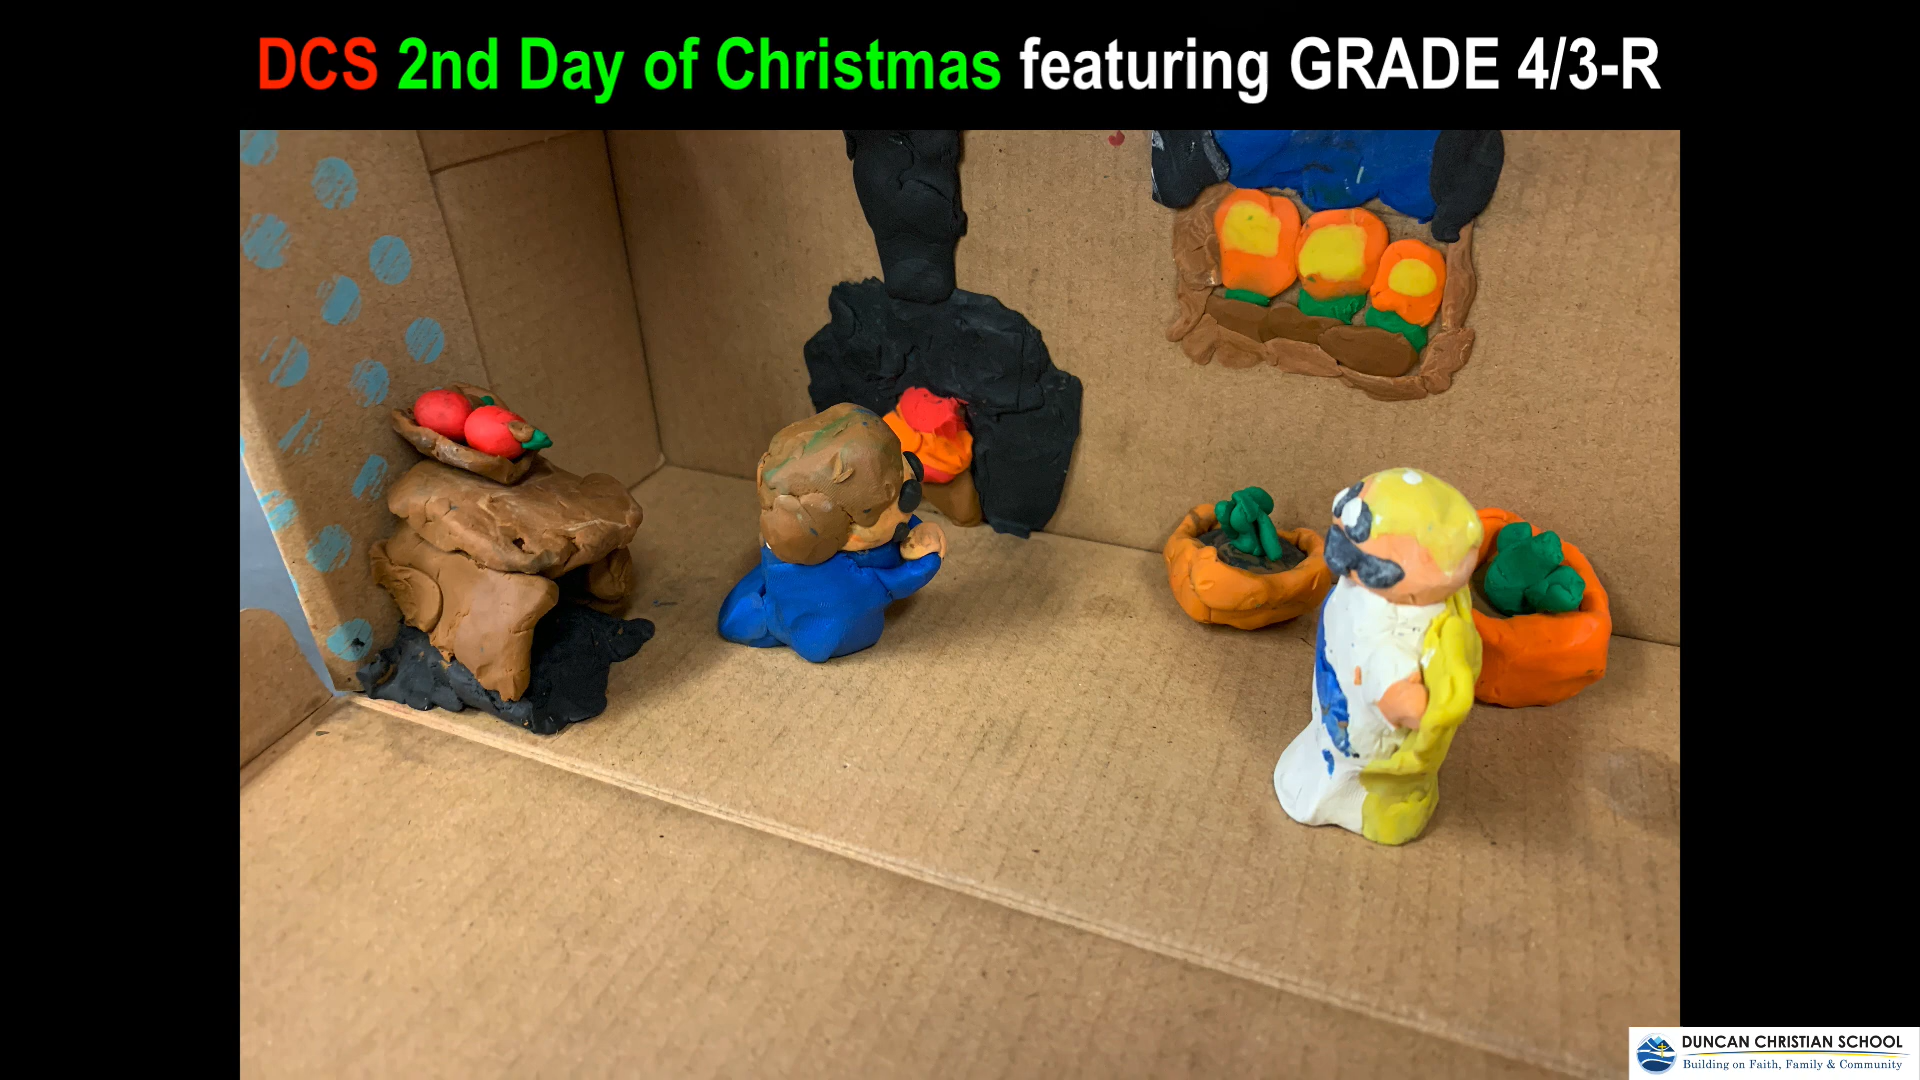 DCS 2nd Day of Christmas featuring GRADE 4/3-R
DUNCAN CHRISTIAN SCHOOL
Building on Faith, Family & Community